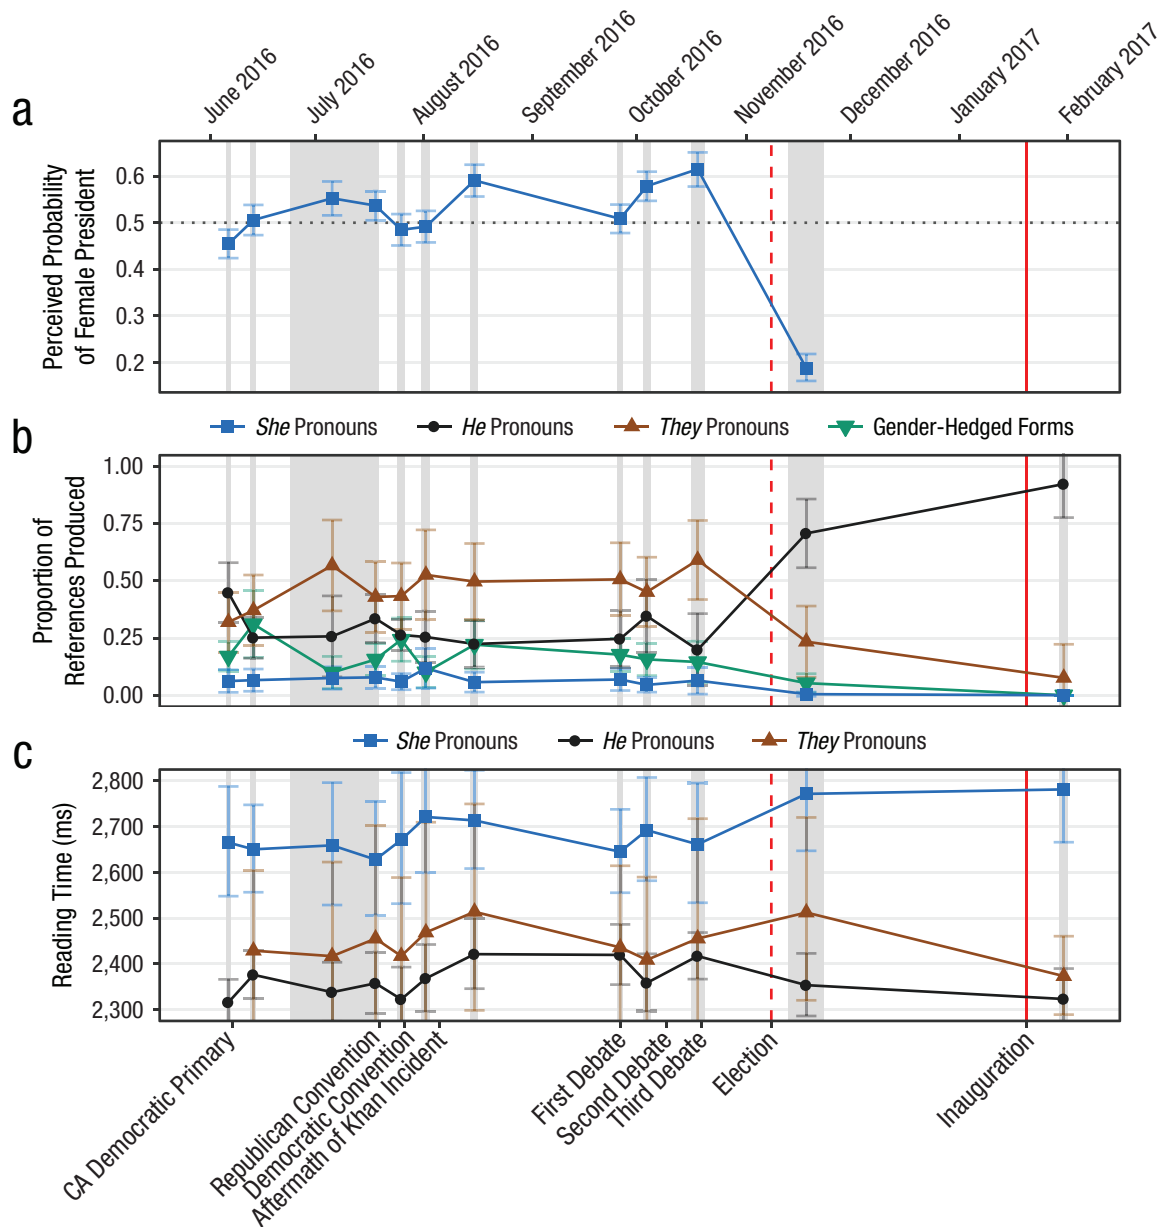 June 2016
July 2016
August 2016
September 2016
October 2016
November 2016
December 2016
January 2017
February 2017
a
Perceived Probability
of Female President
0.6
0.5
0.4
0.3
0.2
She Pronouns
He Pronouns
They Pronouns
Gender-Hedged Forms
b
Proportion of
References Produced
1.00
0.75
0.50
0.25
0.00
She Pronouns
He Pronouns
They Pronouns
c
Reading Time (ms)
2,800
2,700
2,600
2,500
2,400
2,300
CA Democratic Primary
Republican Convention
Democratic Convention
Aftermath of Khan Incident
First Debate
Second Debate
Third Debate
Election
Inauguration